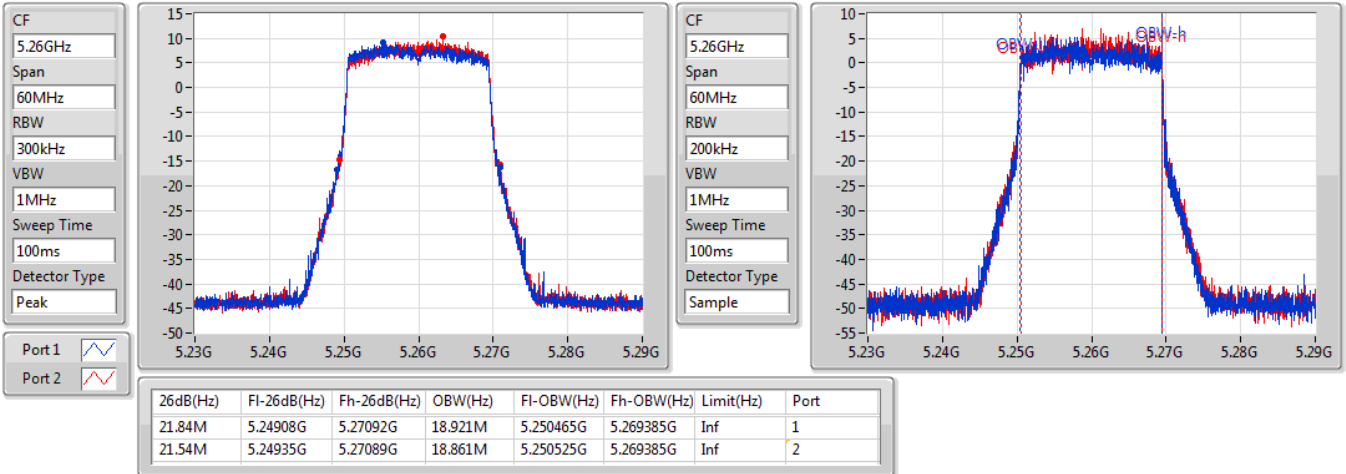 CF
5.26GHz
Span
60MHz
RBW
300kHz
VBW
1MHz
Sweep Time
100ms
Detector Type
Peak
Port 1
Port 2
15
10
5
0
-5
-10
-15
-20
-25
-30
-35
-40
-45
-50
5.23G 5.24G 5.25G 5.26G 5.27G 5.28G 5.29G
CF
5.26GHz
Span
60MHz
RBW
200kHz
VBW
1MHz
Sweep Time
100ms
Detector Type
Sample
10
5
0
-5
-10
-15
-20
-25
-30
-35
-40
-45
-50
-55
OBW-h
5.23G 5.24G 5.25G 5.26G 5.27G 5.28G 5.29G
26dB(Hz) Fl-26dB(Hz) Fh-26dB(Hz) OBW(Hz) Fl-OBW(Hz) Fh-OBW(Hz) Limit(Hz) Port
21.84M 5.24908G 5.27092G 18.921M 5.250465G 5.269385G Inf 1
21.54M 5.24935G 5.27089G 18.861M 5.250525G 5.269385G Inf 2